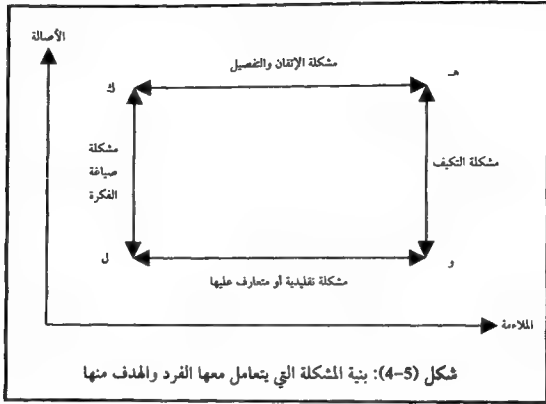 الأصالة
مشكلة الإتقان والتفصيل
هـ
ك
مشكلة
صياغة
الفكرة
مشكلة التكيف
ل
و
مشكلة تقليدية أو متعارف عليها
الملاءمة
شكل (5-4): بنية المشكلة التي يتعامل معها الفرد والهدف منها